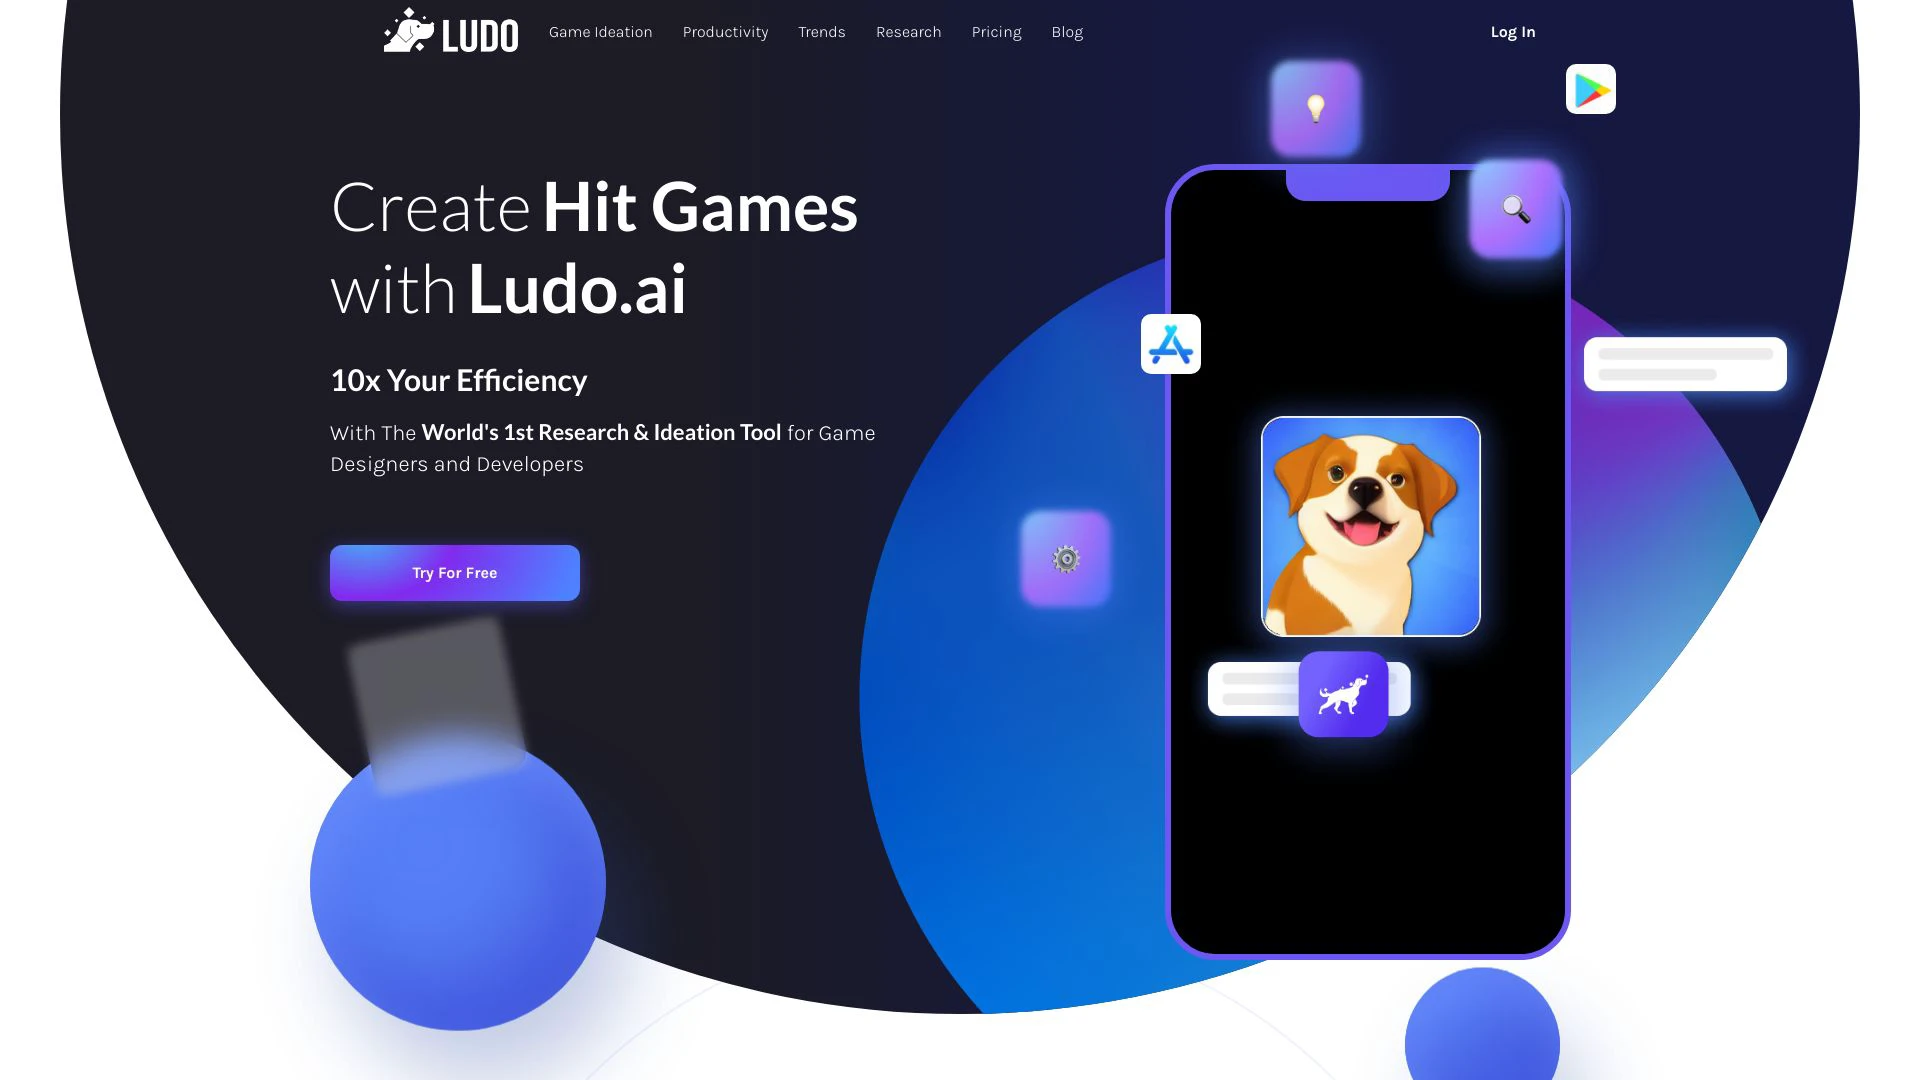 LUDO
Game Ideation
Productivity
Trends
Research
Pricing
Blog
Log In
Create Hit Games
with Ludo.ai
10x Your Efficiency
With The World's 1st Research & Ideation Tool for Game
Designers and Developers
Try For Free